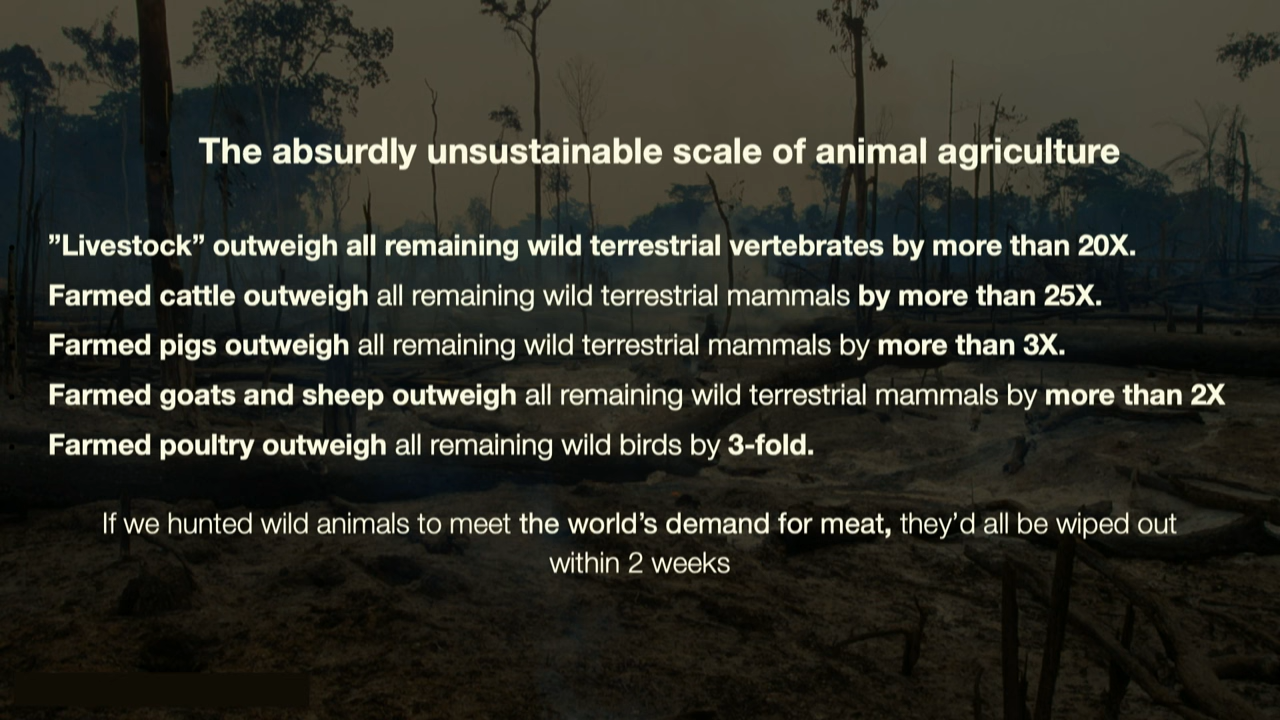 The absurdly unsustainable scale of animal agriculture
”Livestock” outweigh all remaining wild terrestrial vertebrates by more than 20X.
Farmed cattle outweigh all remaining wild terrestrial mammals by more than 25X.
Farmed pigs outweigh all remaining wild terrestrial mammals by more than 3X.
Farmed goats and sheep outweigh all remaining wild terrestrial mammals by more than 2X
Farmed poultry outweigh all remaining wild birds by 3-fold.
If we hunted wild animals to meet the world’s demand for meat, they’d all be wiped out
within 2 weeks